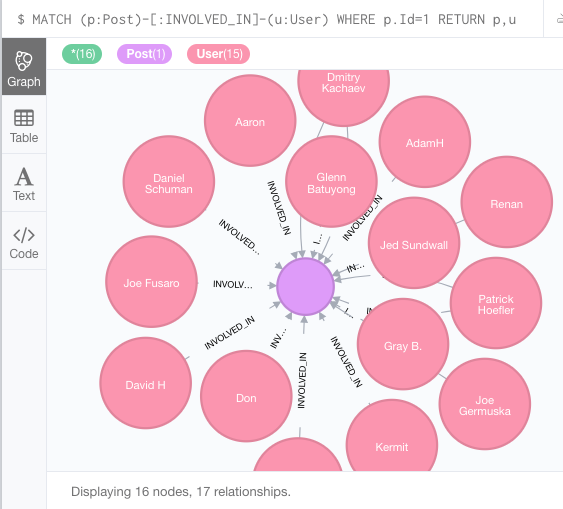 $ MATCH (p:Post)-[:INVOLVED_IN]-(u:User) WHERE p.Id=1 RETURN p,u
*(16) Post(1) User(15)
Graph
Table
Text
Code
Dmitry
Kachaev
Aaron
AdamH
Daniel
Schuman
Glenn
Batuyong
Renan
INVOLVED_IN
INVOLVED_IN
INVOLVED...
I...
Jed Sundwall
IN...
Joe Fusaro
INVOLV...
Patrick
Hoefler
I...
INVOLVED_IN
INV...
Gray B.
INVOLVED_IN
INVOLVED_IN
David H
Don
Joe
Germuska
Kermit
Displaying 16 nodes, 17 relationships.